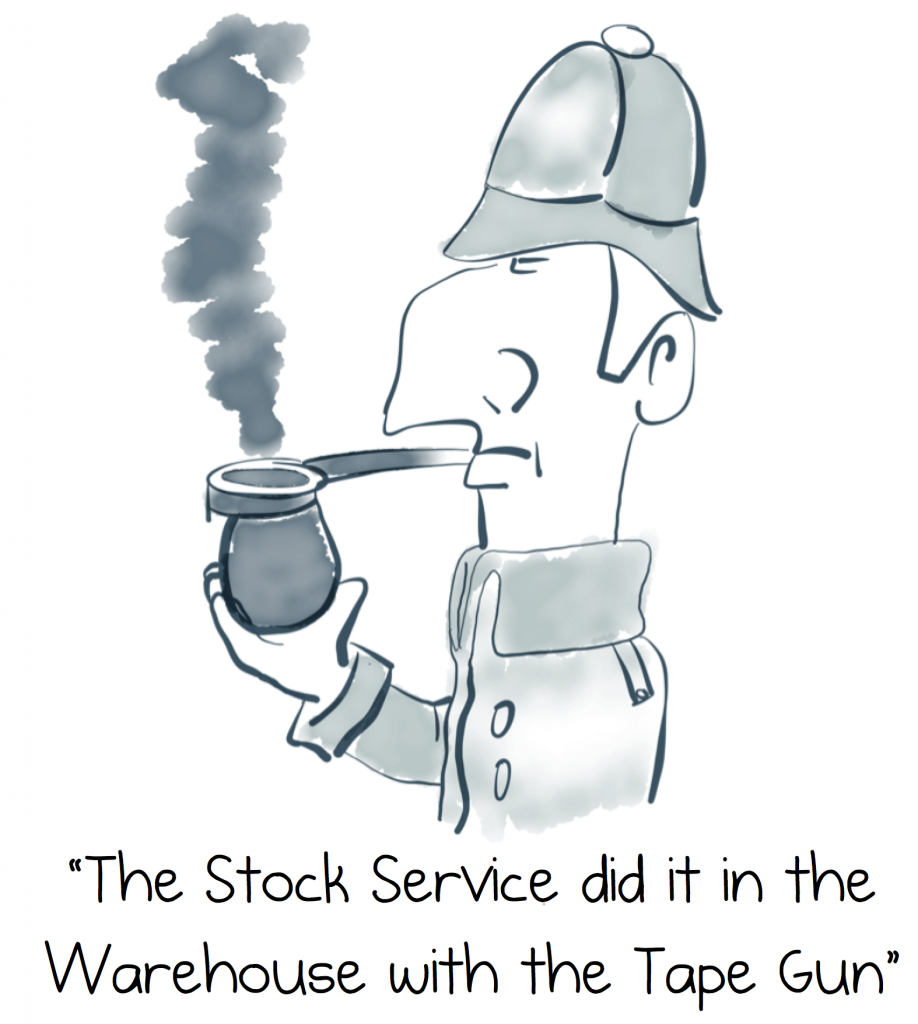 “The Stock Service did it in the
Warehouse with the Tape Gun”